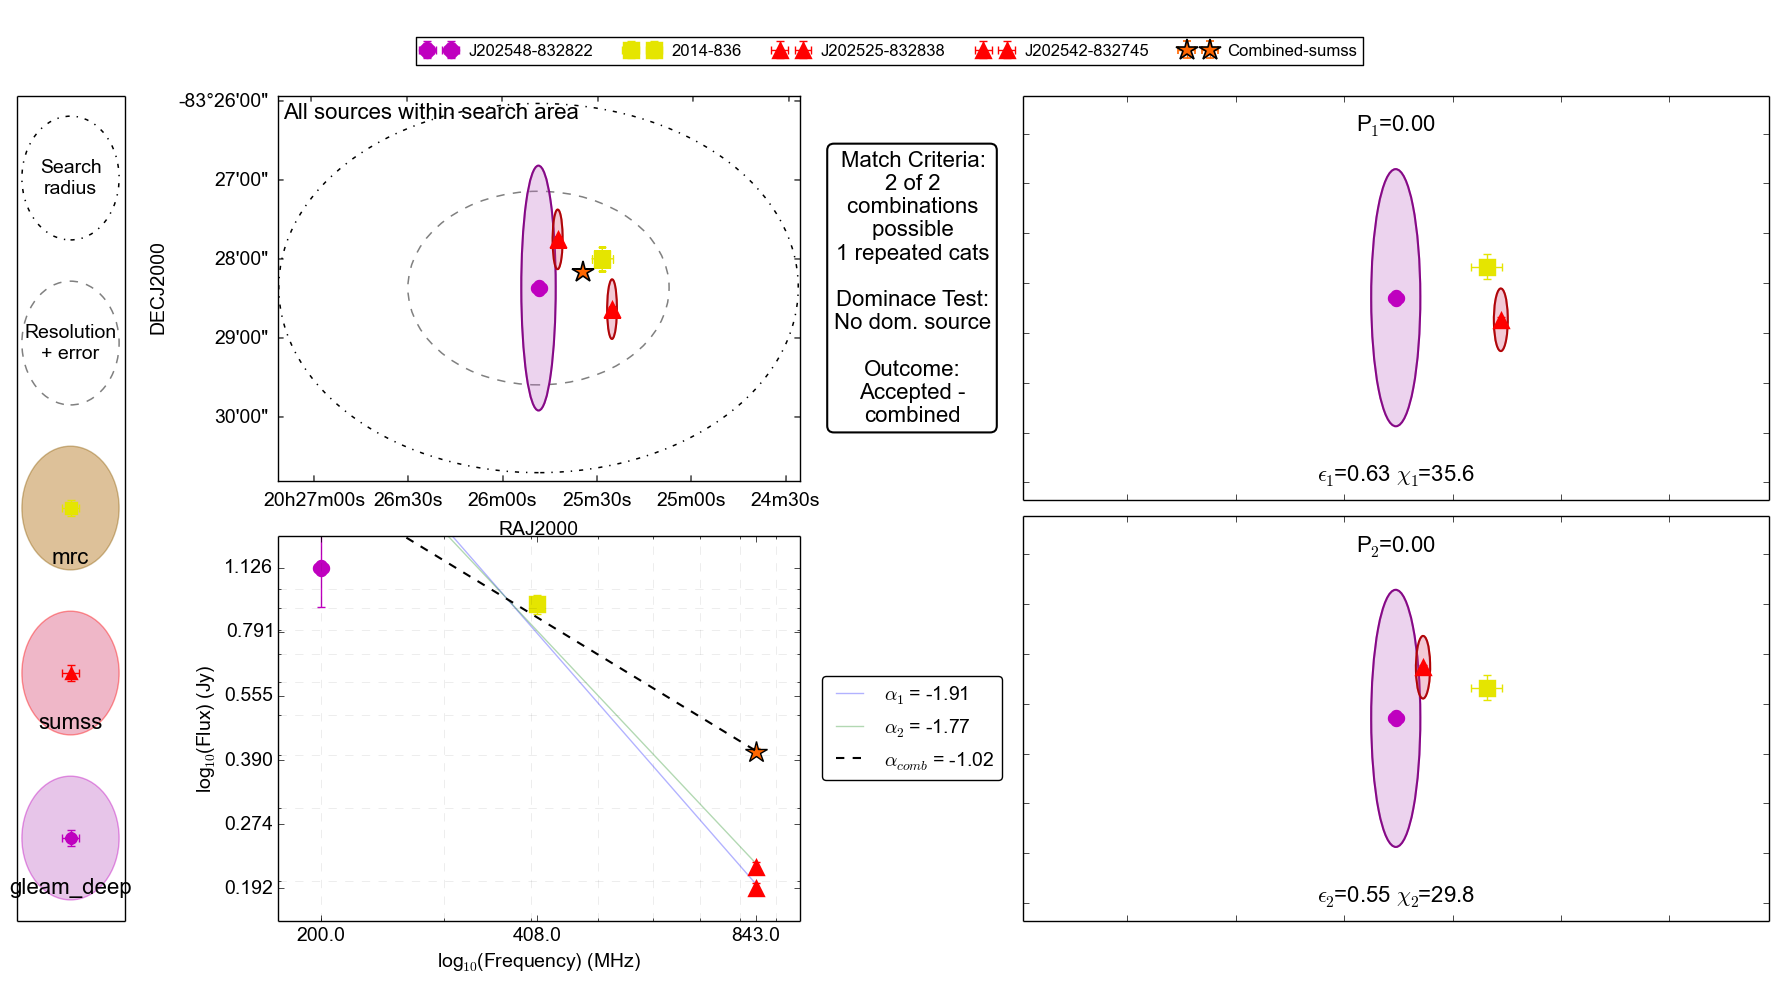 J202548-832822 2014-836 J202525-832838 J202542-832745 Combined-sumss
Search
radius
Resolution
+ error
mrc
sumss
gleam_deep
All sources within search area
DECJ2000
-83°26'00"
27'00"
28'00"
29'00"
30'00"
20h27m00s 26m30s 26m00s 25m30s 25m00s 24m30s
RAJ2000
Match Criteria:
2 of 2
combinations
possible
1 repeated cats
Dominace Test:
No dom. source
Outcome:
Accepted -
combined
P1=0.00
ϵ1=0.63 χ1=35.6
log10(Flux) (Jy)
1.126
0.791
0.555
0.390
0.274
0.192
200.0 408.0 843.0
log10(Frequency) (MHz)
α1 = -1.91
α2 = -1.77
αcomb = -1.02
P2=0.00
ϵ2=0.55 χ2=29.8